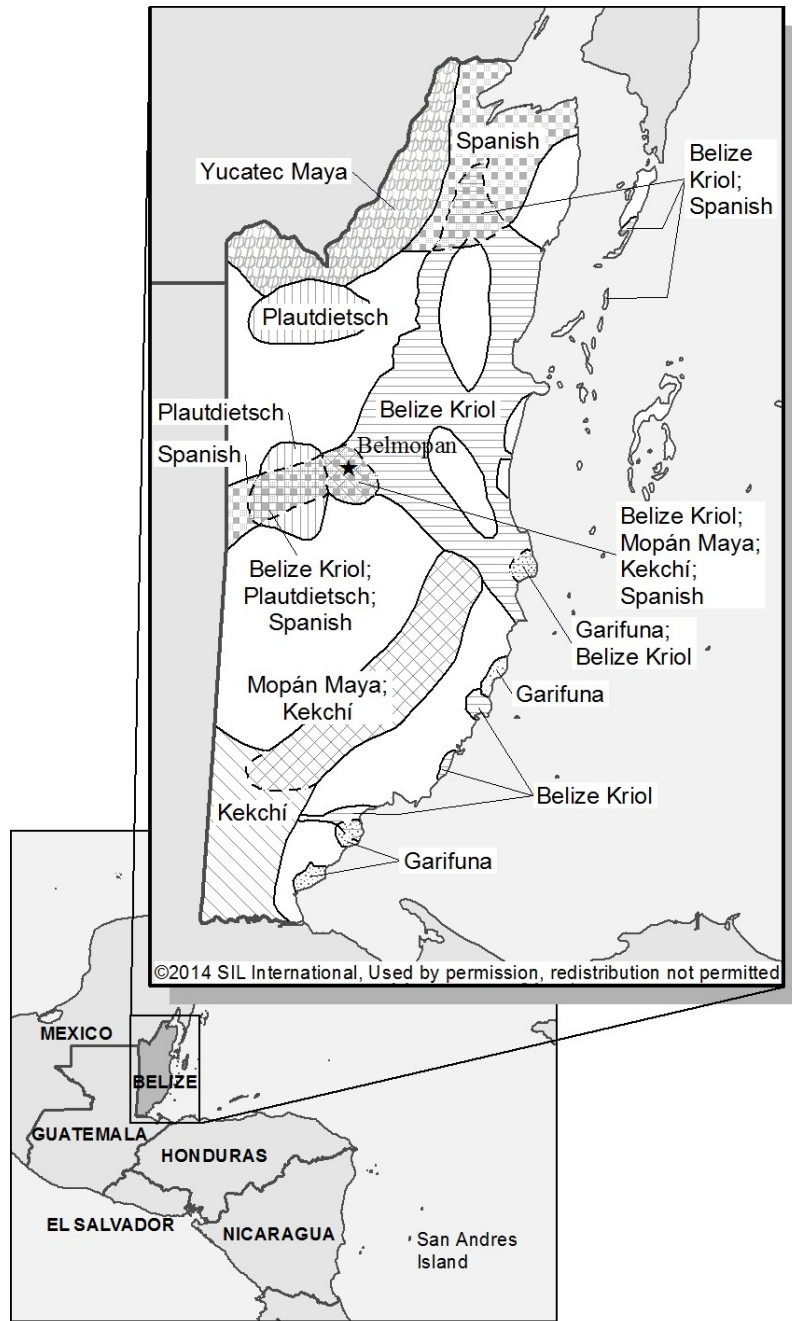 Spanish
Yucatec Maya
Belize
Kriol;
Spanish
Plautdietsch
Belize Kriol
Plautdietsch
Belmopan
Spanish
Belize Kriol;
Mopán Maya;
Kekchí;
Spanish
Belize Kriol;
Plautdietsch;
Spanish
Garifuna;
Belize Kriol
Mopán Maya;
Kekchí
Garifuna
Belize Kriol
Kekchí
Garifuna
©2014 SIL International, Used by permission, redistribution not permitted
MEXICO
BELIZE
GUATEMALA
HONDURAS
EL SALVADOR
NICARAGUA
San Andres
Island